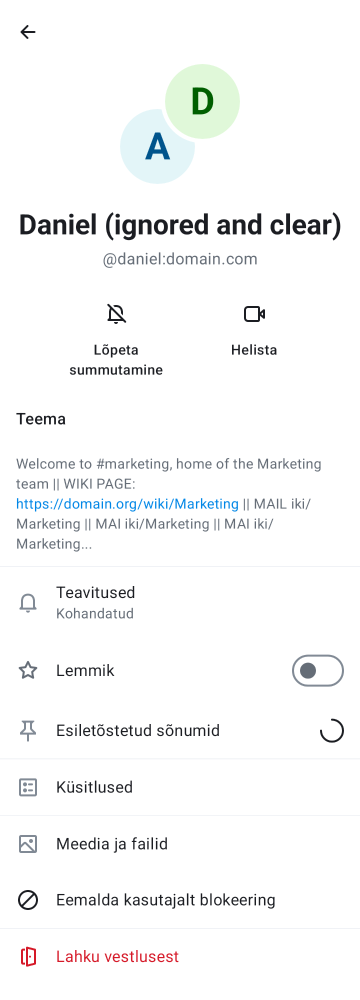 D
A
Daniel (ignored and clear)
@daniel:domain.com
Lõpeta
summutamine
Helista
Teema
Welcome to #marketing, home of the Marketing
team || WIKI PAGE:
https://domain.org/wiki/Marketing || MAIL iki/
Marketing || MAI iki/Marketing || MAI iki/
Marketing...
Teavitused
Kohandatud
Lemmik
Esiletõstetud sõnumid
Küsitlused
Meedia ja failid
Eemalda kasutajalt blokeering
Lahku vestlusest